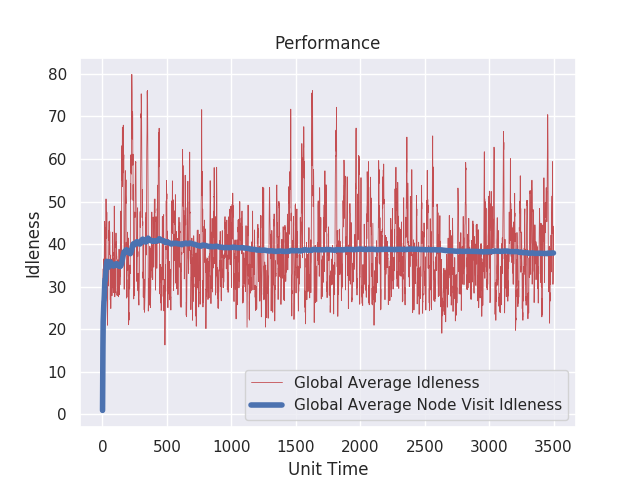 Performance
Idleness
80
70
60
50
40
30
20
10
0
Global Average Idleness
Global Average Node Visit Idleness
0 500 1000 1500 2000 2500 3000 3500
Unit Time